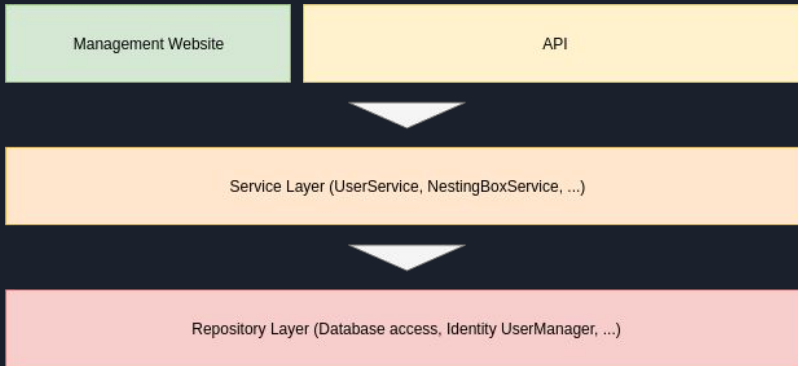 Management Website
API
Service Layer (UserService, NestingBoxService, ...)
Repository Layer (Database access, Identity UserManager, ...)